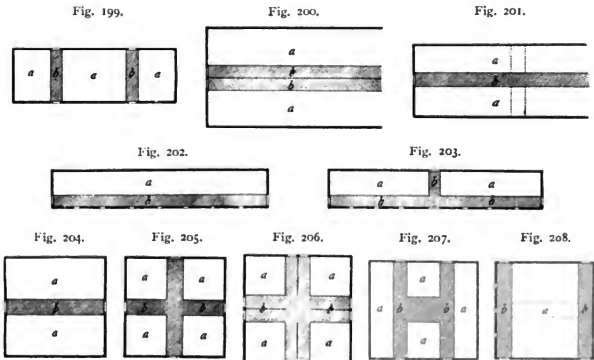 Fig. 199.
Fig. 200.
Fig. 201.
a b a b a
a
b
b
a
a
b
a
Fig. 202.
Fig. 203.
a
b
a b a
b b
Fig. 204.
Fig. 205.
Fig. 206.
Fig. 207.
Fig. 208.
a
b
a
a a
b b
a a
a a
b b
a a
a
b b
a
b a b